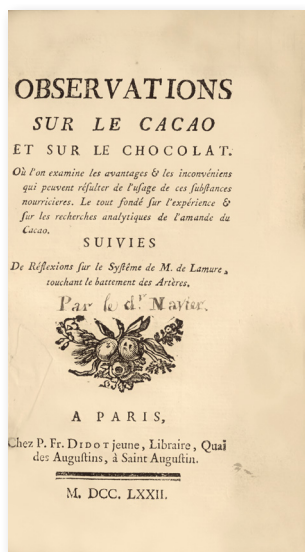 OBSERVATIONS
SUR LE CACAO
ET SUR LE CHOCOLAT.
Où l'on examine les avantages & les inconvéniens
qui peuvent réſulter de l'uſage de ces ſubſtances
nourricieres. Le tout fondé ſur l'expérience &
ſur les recherches analytiques de l'amande du
Cacao.
SUIVIES
De Réflexions ſur le Syſtême de M. de Lamure,
touchant le battement des Artères.
Par le dr. Navier.
A PARIS,
Chez P. Fr. DIDOT jeune, Libraire, Quai
des Auguſtins, à Saint Auguſtin.
M. DCC. LXXII.